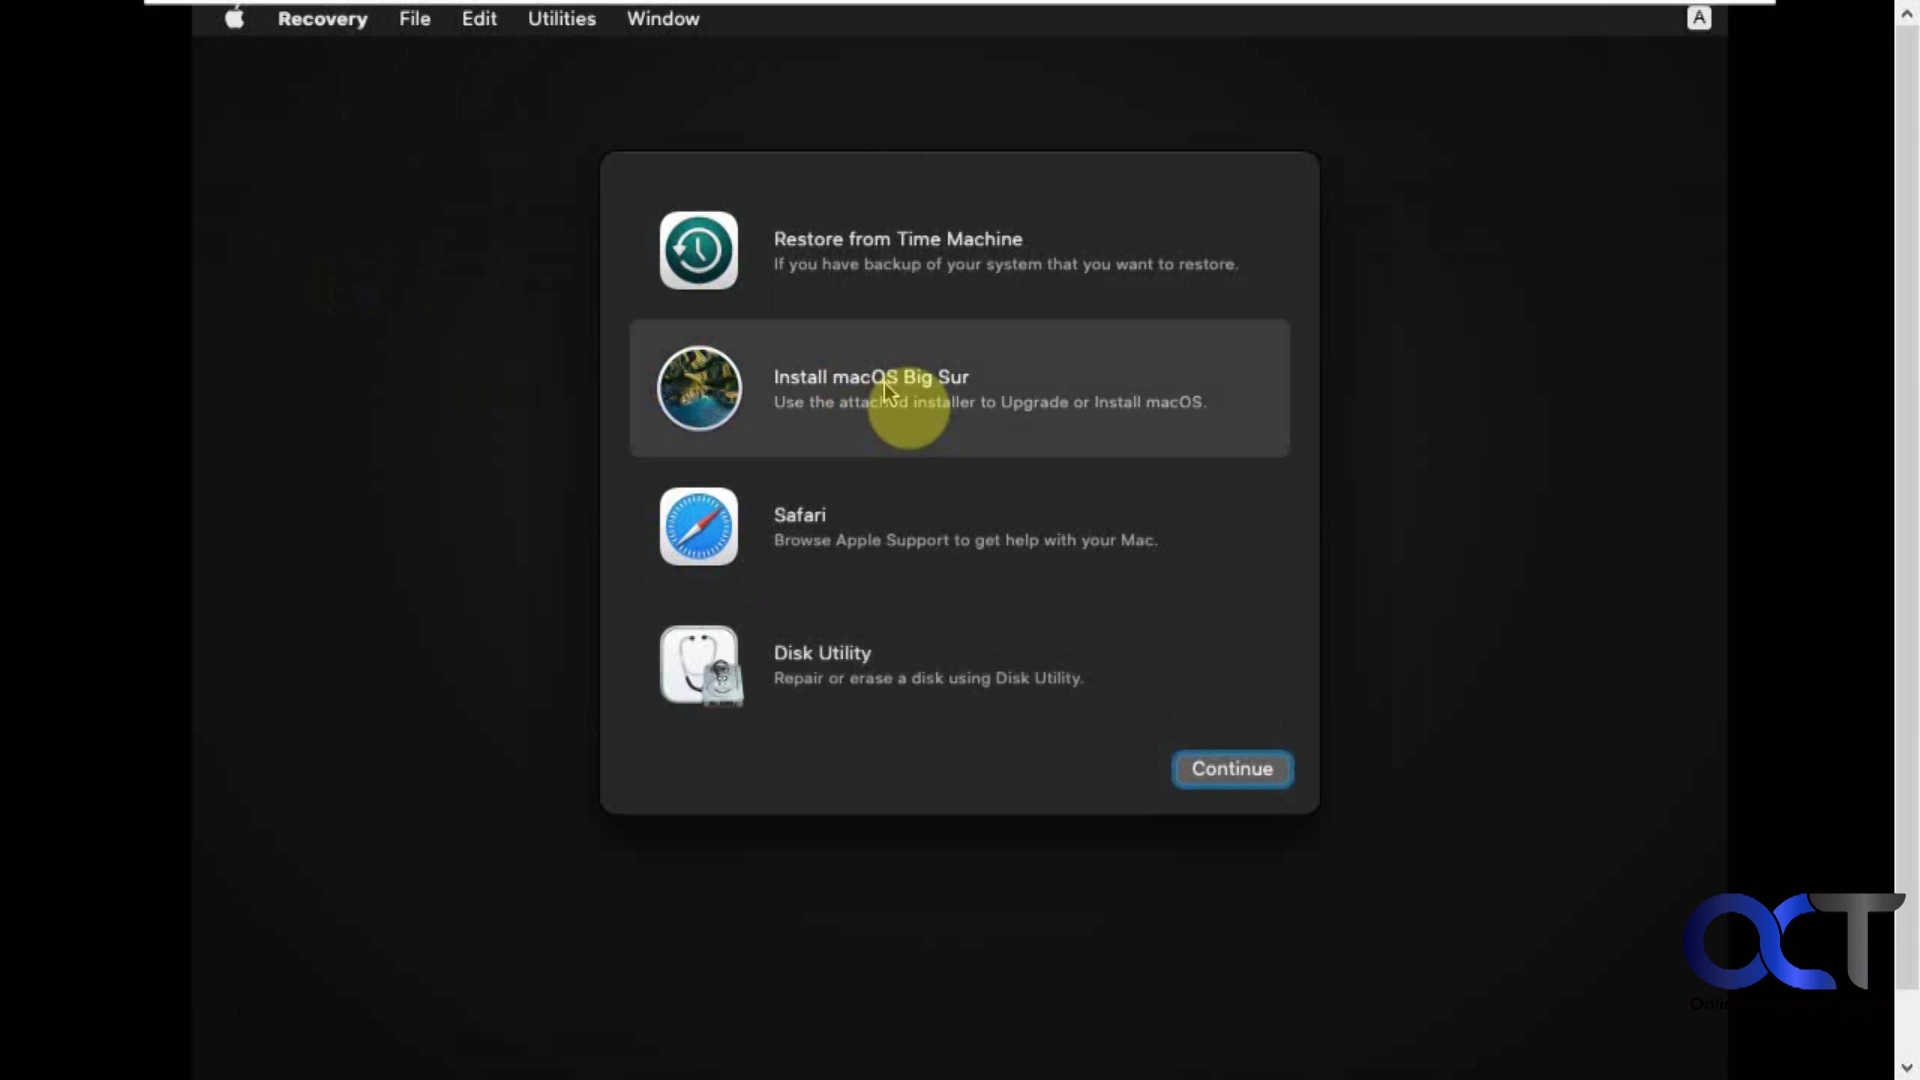 Recovery File Edit Utilities Window A
Restore from Time Machine
If you have backup of your system that you want to restore.
Install macOS Big Sur
Use the attached installer to Upgrade or Install macOS.
Safari
Browse Apple Support to get help with your Mac.
Disk Utility
Repair or erase a disk using Disk Utility.
Continue
OCT